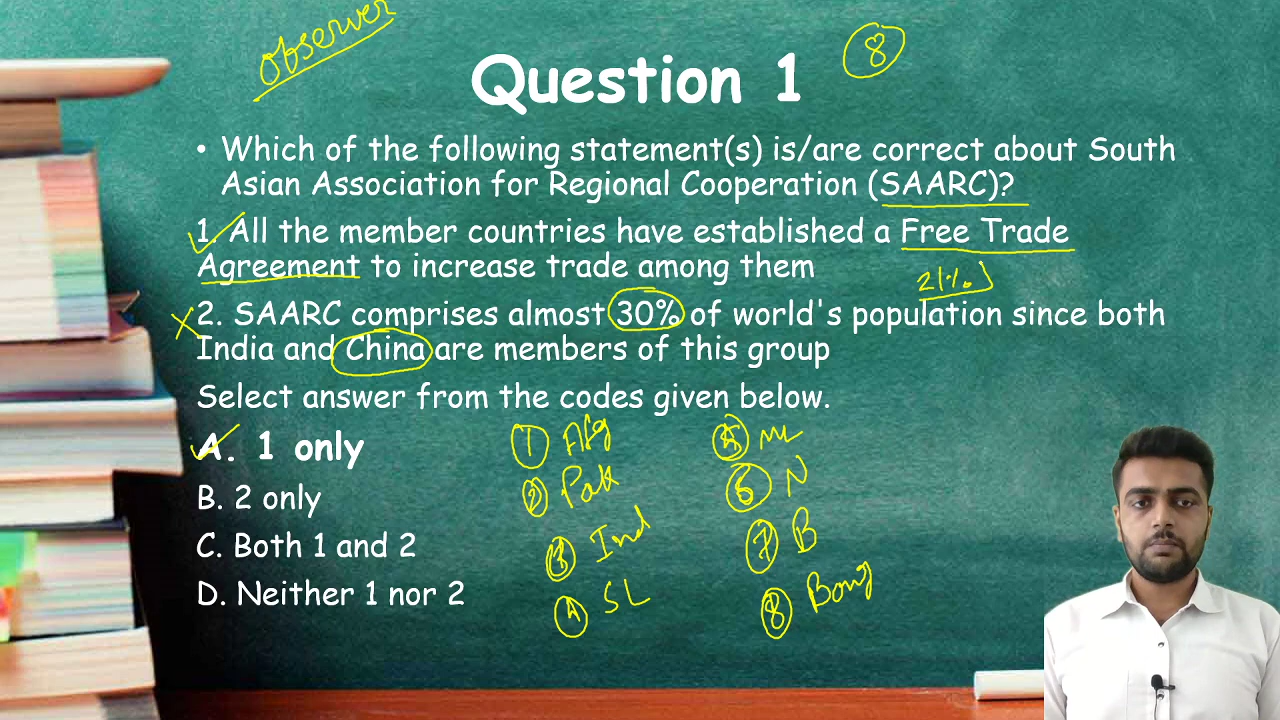 observer
Question 1
8
• Which of the following statement(s) is/are correct about South
Asian Association for Regional Cooperation (SAARC)?
1. All the member countries have established a Free Trade
Agreement to increase trade among them
21%
2. SAARC comprises almost 30% of world's population since both
India and China are members of this group
Select answer from the codes given below.
A. 1 only
B. 2 only
C. Both 1 and 2
D. Neither 1 nor 2
1 Afg
2 Pak
3 Ind
4 SL
5
6 N
7 B
8 Bang